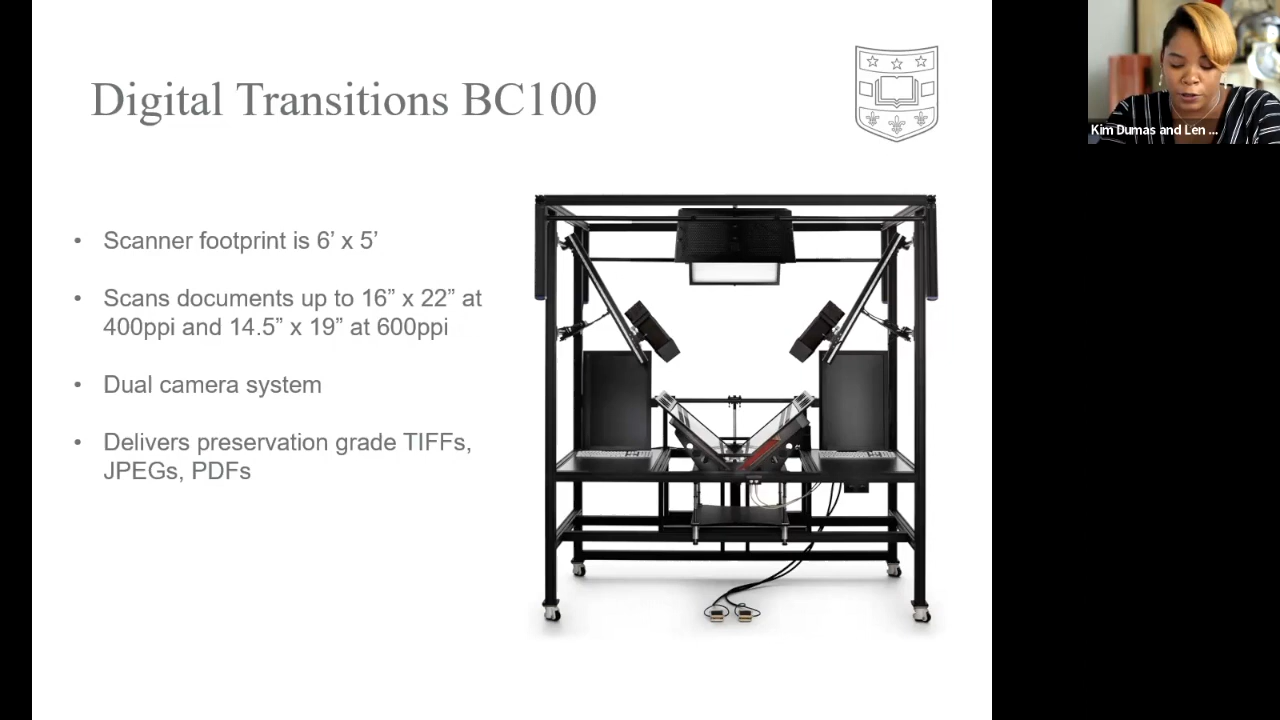 Digital Transitions BC100
• Scanner footprint is 6’ x 5’
• Scans documents up to 16” x 22” at
400ppi and 14.5” x 19” at 600ppi
• Dual camera system
• Delivers preservation grade TIFFs,
JPEGs, PDFs
Kim Dumas and Len ...